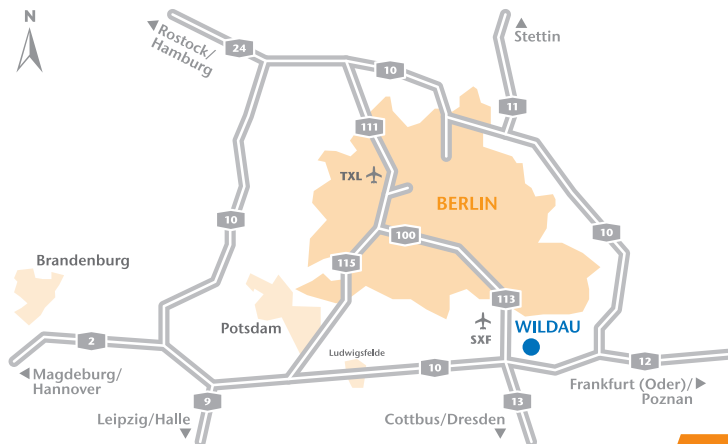 N
Rostock/
Hamburg
24
10
Stettin
11
111
TXL
BERLIN
10
10
100
115
Brandenburg
113
Potsdam
SXF
WILDAU
2
Ludwigsfelde
10
12
Magdeburg/
Hannover
9
Leipzig/Halle
Cottbus/Dresden
13
Frankfurt (Oder)/
Poznan